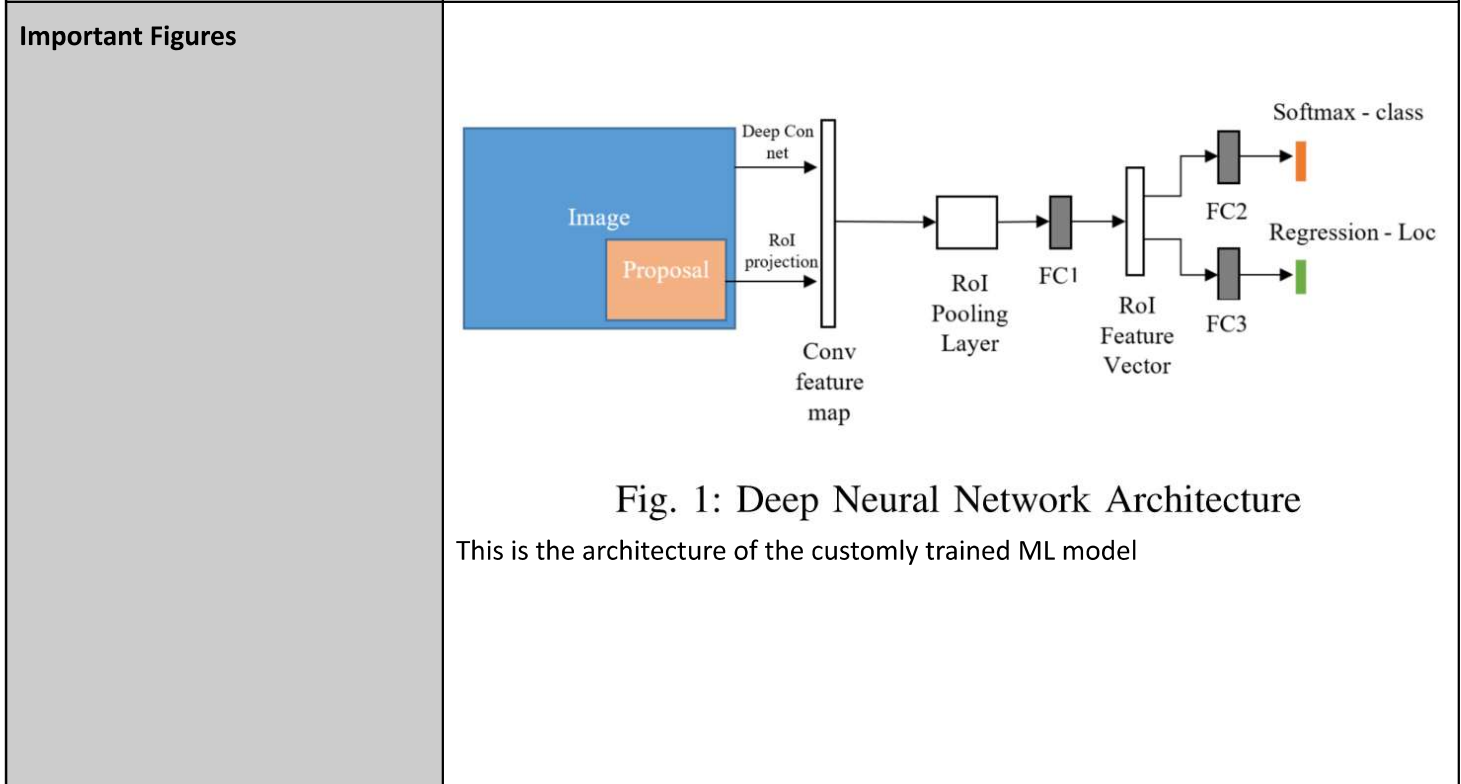 Important Figures
Deep Con
net
Image
Proposal
RoI
projection
Conv
feature
map
RoI
Pooling
Layer
FC1
RoI
Feature
Vector
Softmax - class
FC2
Regression - Loc
FC3
Fig. 1: Deep Neural Network Architecture
This is the architecture of the customly trained ML model